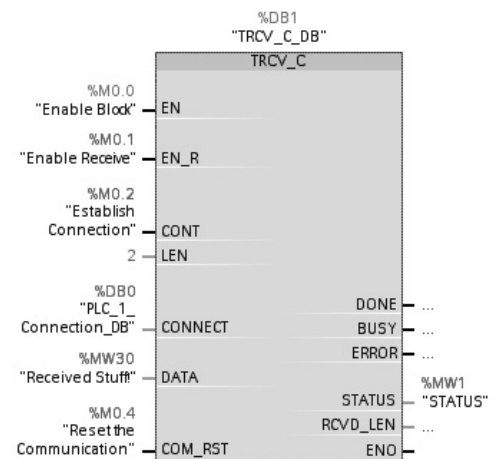 %DB1
"TRCV_C_DB"
TRCV_C
%M0.0
"Enable Block" EN
%M0.1
"Enable Receive" EN_R
%M0.2
"Establish
Connection" CONT
2 LEN
%DB0
"PLC_1_
Connection_DB" CONNECT
%MW30
"Received Stuff" DATA
%M0.4
"Reset the
Communication" COM_RST
DONE ...
BUSY ...
ERROR ...
%MW1
STATUS "STATUS"
RCVD_LEN ...
ENO